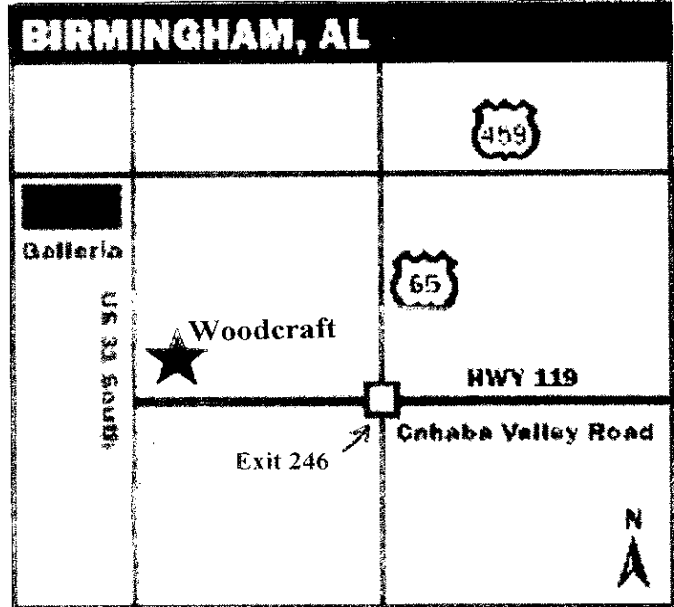 BIRMINGHAM, AL
459
Galleria
65
US 31 South
Woodcraft
HWY 119
Cahaba Valley Road
Exit 246
N